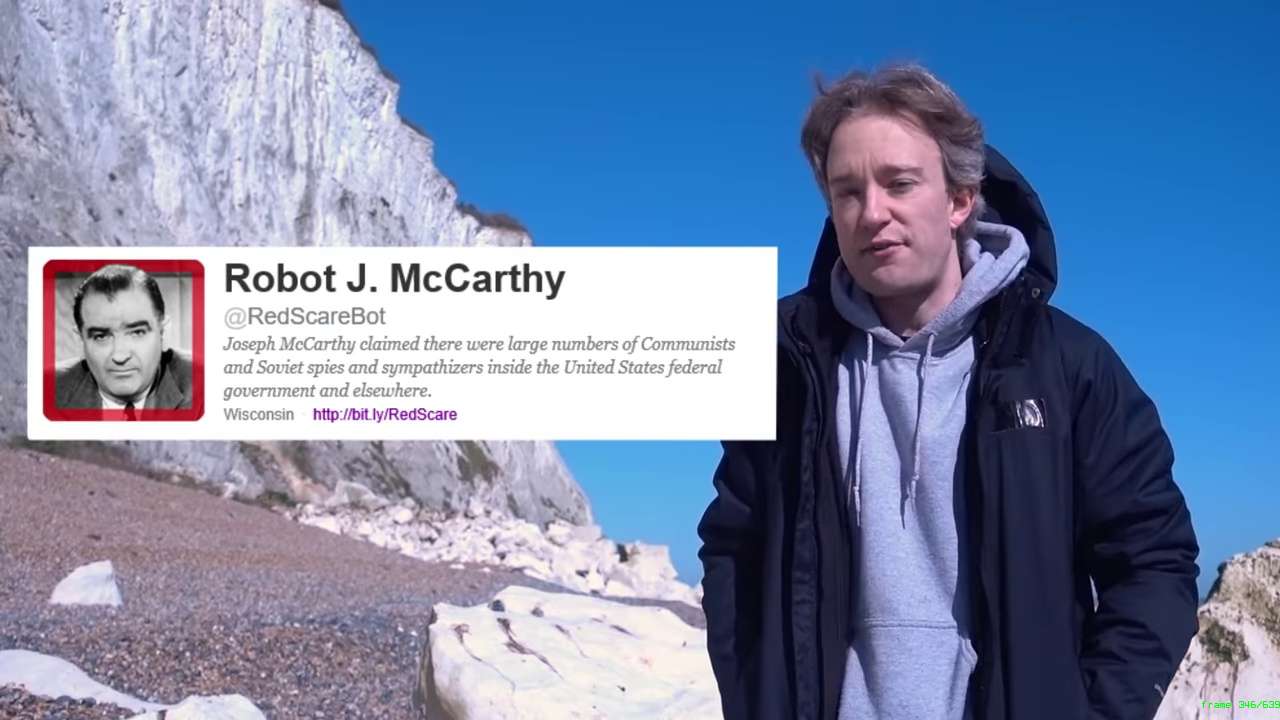 Robot J. McCarthy
@RedScareBot
Joseph McCarthy claimed there were large numbers of Communists
and Soviet spies and sympathizers inside the United States federal
government and elsewhere.
Wisconsin · http://bit.ly/RedScare
frame 346/639